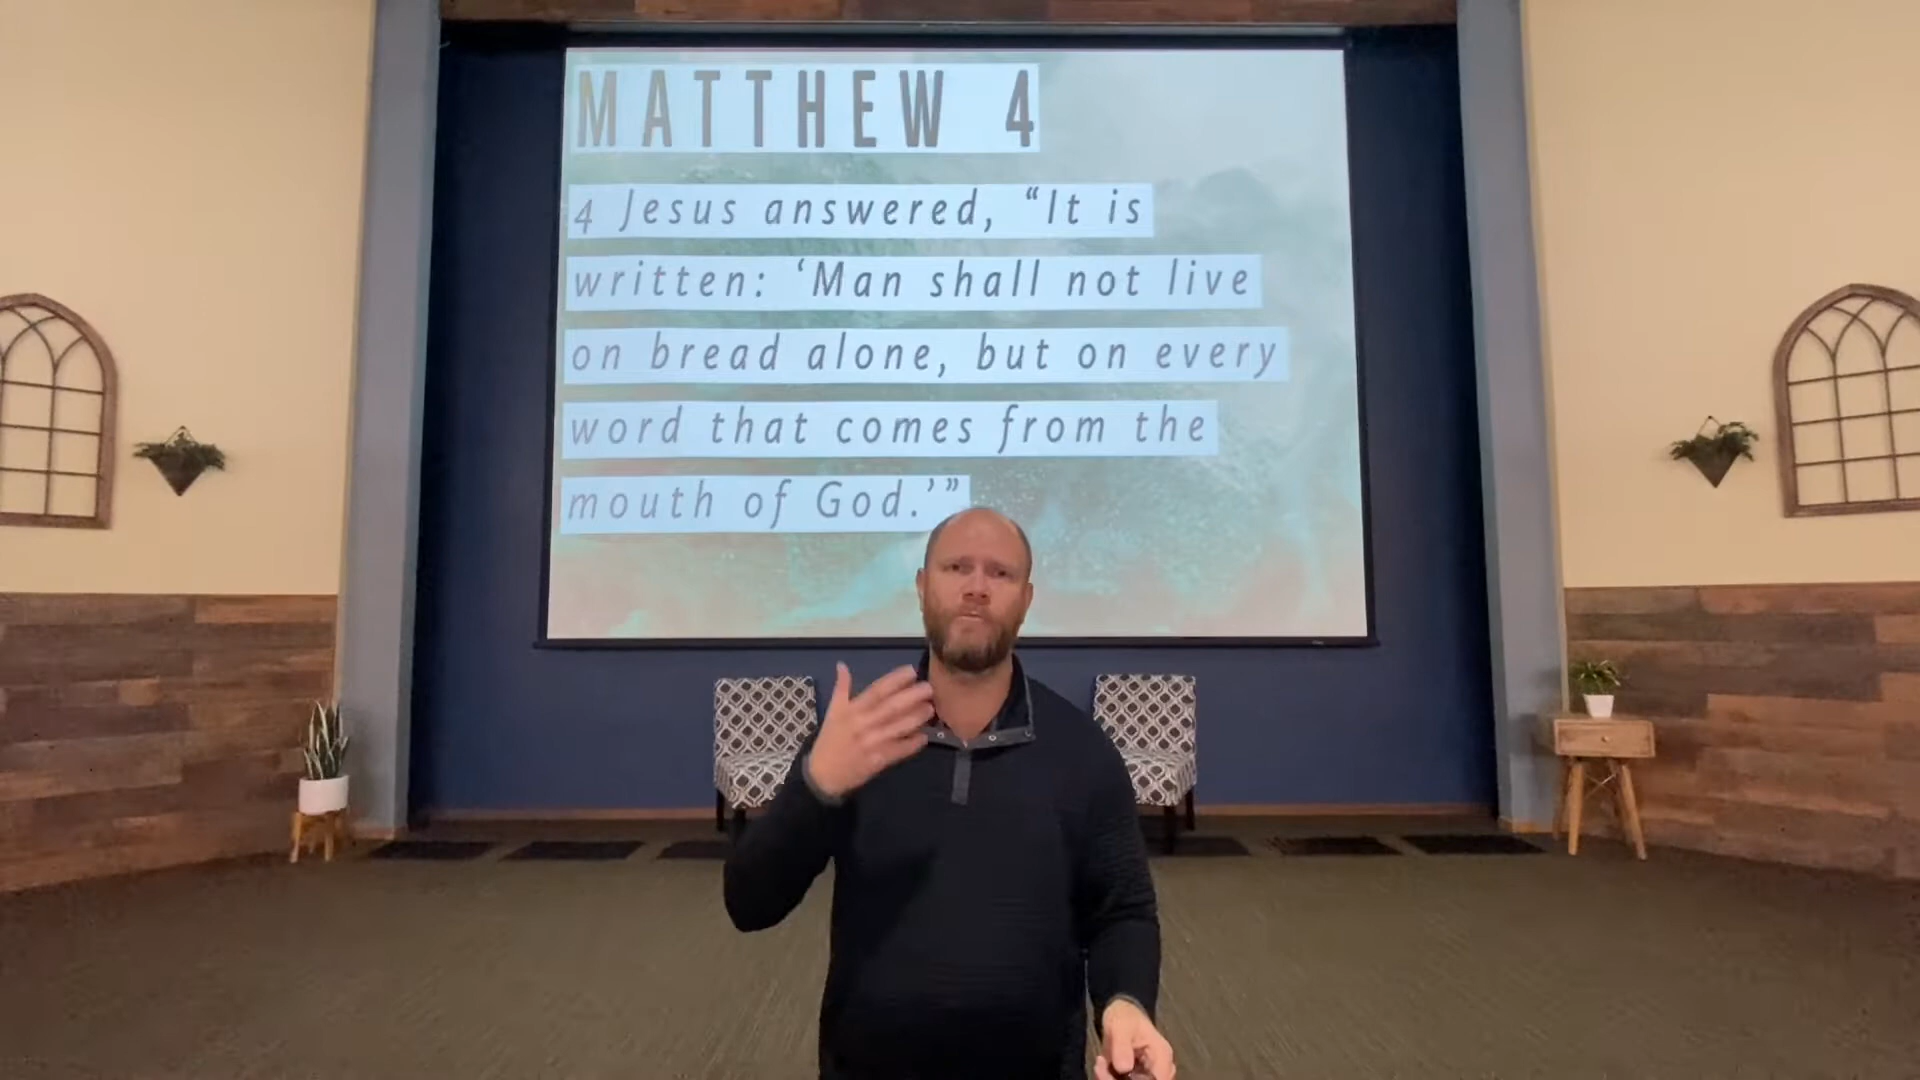 MATTHEW 4
4 Jesus answered, “It is
written: ‘Man shall not live
on bread alone, but on every
word that comes from the
mouth of God.’”